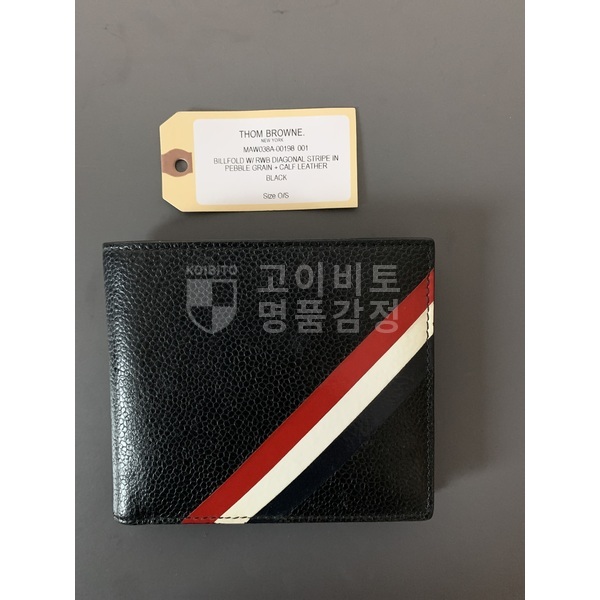 THOM BROWNE.
NEW YORK
MAW038A-00198 001
BILLFOLD W/ RWB DIAGONAL STRIPE IN
PEBBLE GRAIN + CALF LEATHER
BLACK
Size O/S
KOIBITO
고이비토
명품감정